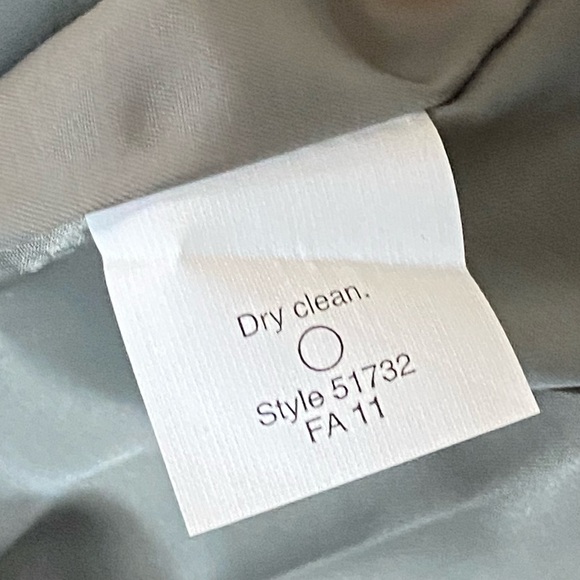 Dry clean.
Style 51732
FA 11